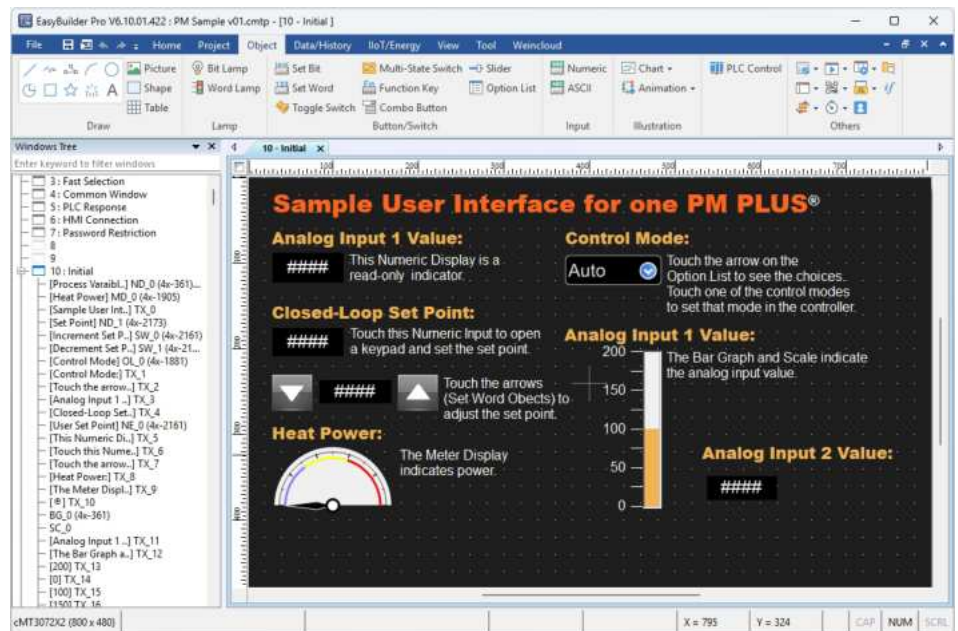 EasyBuilder Pro V6.10.01.422 : PM Sample v01.cmtp - [10 - Initial ]
File Home Project Object Data/History IIoT/Energy View Tool Weincloud
Picture Bit Lamp Set Bit Multi-State Switch Slider Numeric Chart PLC Control
Shape Word Lamp Set Word Function Key Option List ASCII Animation
Table Toggle Switch Combo Button
Draw Lamp Button/Switch Input Illustration Others
Windows Tree
10 - Initial
Enter keyword to filter windows
100 200 300 400 500 600 700
3 : Fast Selection
4 : Common Window
5 : PLC Response
6 : HMI Connection
7 : Password Restriction
8
9
10 : Initial
[Process Varaibl..] ND_0 (4x-361)...
[Heat Power] MD_0 (4x-1905)
[Sample User Int..] TX_0
[Set Point] ND_1 (4x-2173)
[Increment Set P..] SW_0 (4x-2161)
[Decrement Set P..] SW_1 (4x-21...
[Control Mode] OL_0 (4x-1881)
[Control Mode:] TX_1
[Touch the arrow..] TX_2
[Analog Input 1 ..] TX_3
[Closed-Loop Set..] TX_4
[User Set Point] NE_0 (4x-2161)
[This Numeric Di..] TX_5
[Touch this Nume..] TX_6
[Touch the arrow..] TX_7
[Heat Power:] TX_8
[The Meter Displ..] TX_9
[®] TX_10
BG_0 (4x-361)
SC_0
[Analog Input 1 ..] TX_11
[The Bar Graph a..] TX_12
[200] TX_13
[0] TX_14
[100] TX_15
[150] TX_16
Sample User Interface for one PM PLUS®
Analog Input 1 Value:
####
This Numeric Display is a
read-only indicator.
Closed-Loop Set Point:
####
Touch this Numeric Input to open
a keypad and set the set point.
####
Touch the arrows
(Set Word Obects) to
adjust the set point.
Heat Power:
The Meter Display
indicates power.
Control Mode:
Auto
Touch the arrow on the
Option List to see the choices.
Touch one of the control modes
to set that mode in the controller.
Analog Input 1 Value:
200
150
100
50
0
The Bar Graph and Scale indicate
the analog input value.
Analog Input 2 Value:
####
cMT3072X2 (800 x 480) X = 795 Y = 324 CAP NUM SCRL